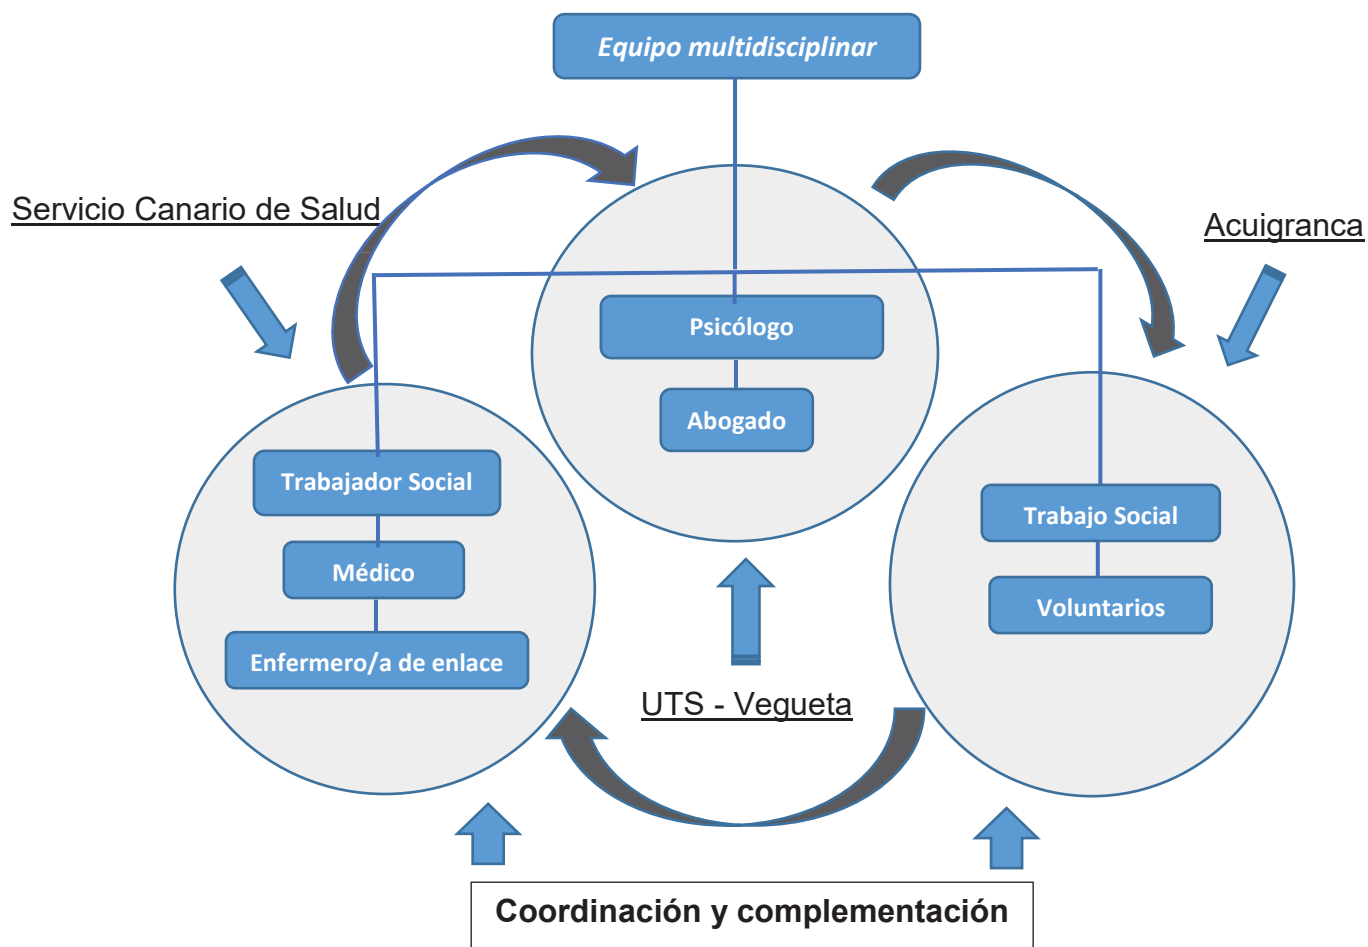 Equipo multidisciplinar
Servicio Canario de Salud
Acuigranca
Psicólogo
Abogado
Trabajador Social
Médico
Enfermero/a de enlace
Trabajo Social
Voluntarios
UTS - Vegueta
Coordinación y complementación